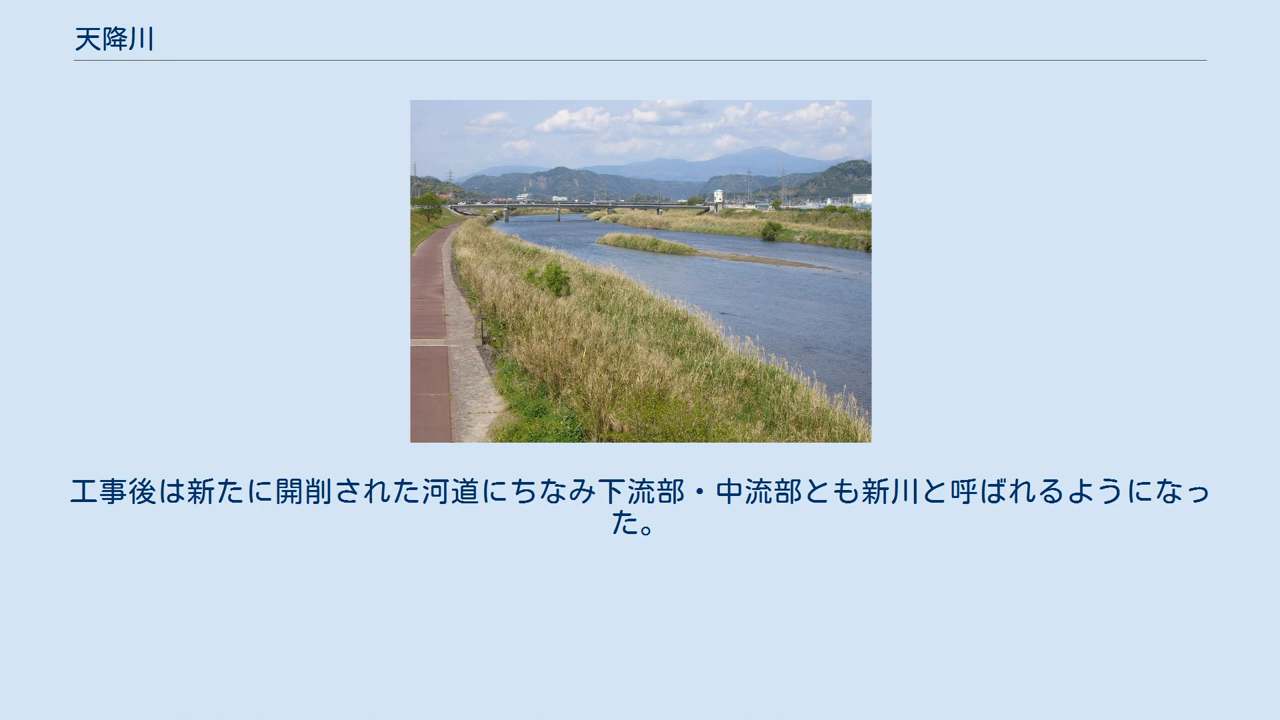 天降川
工事後は新たに開削された河道にちなみ下流部・中流部とも新川と呼ばれるようになっ
た。